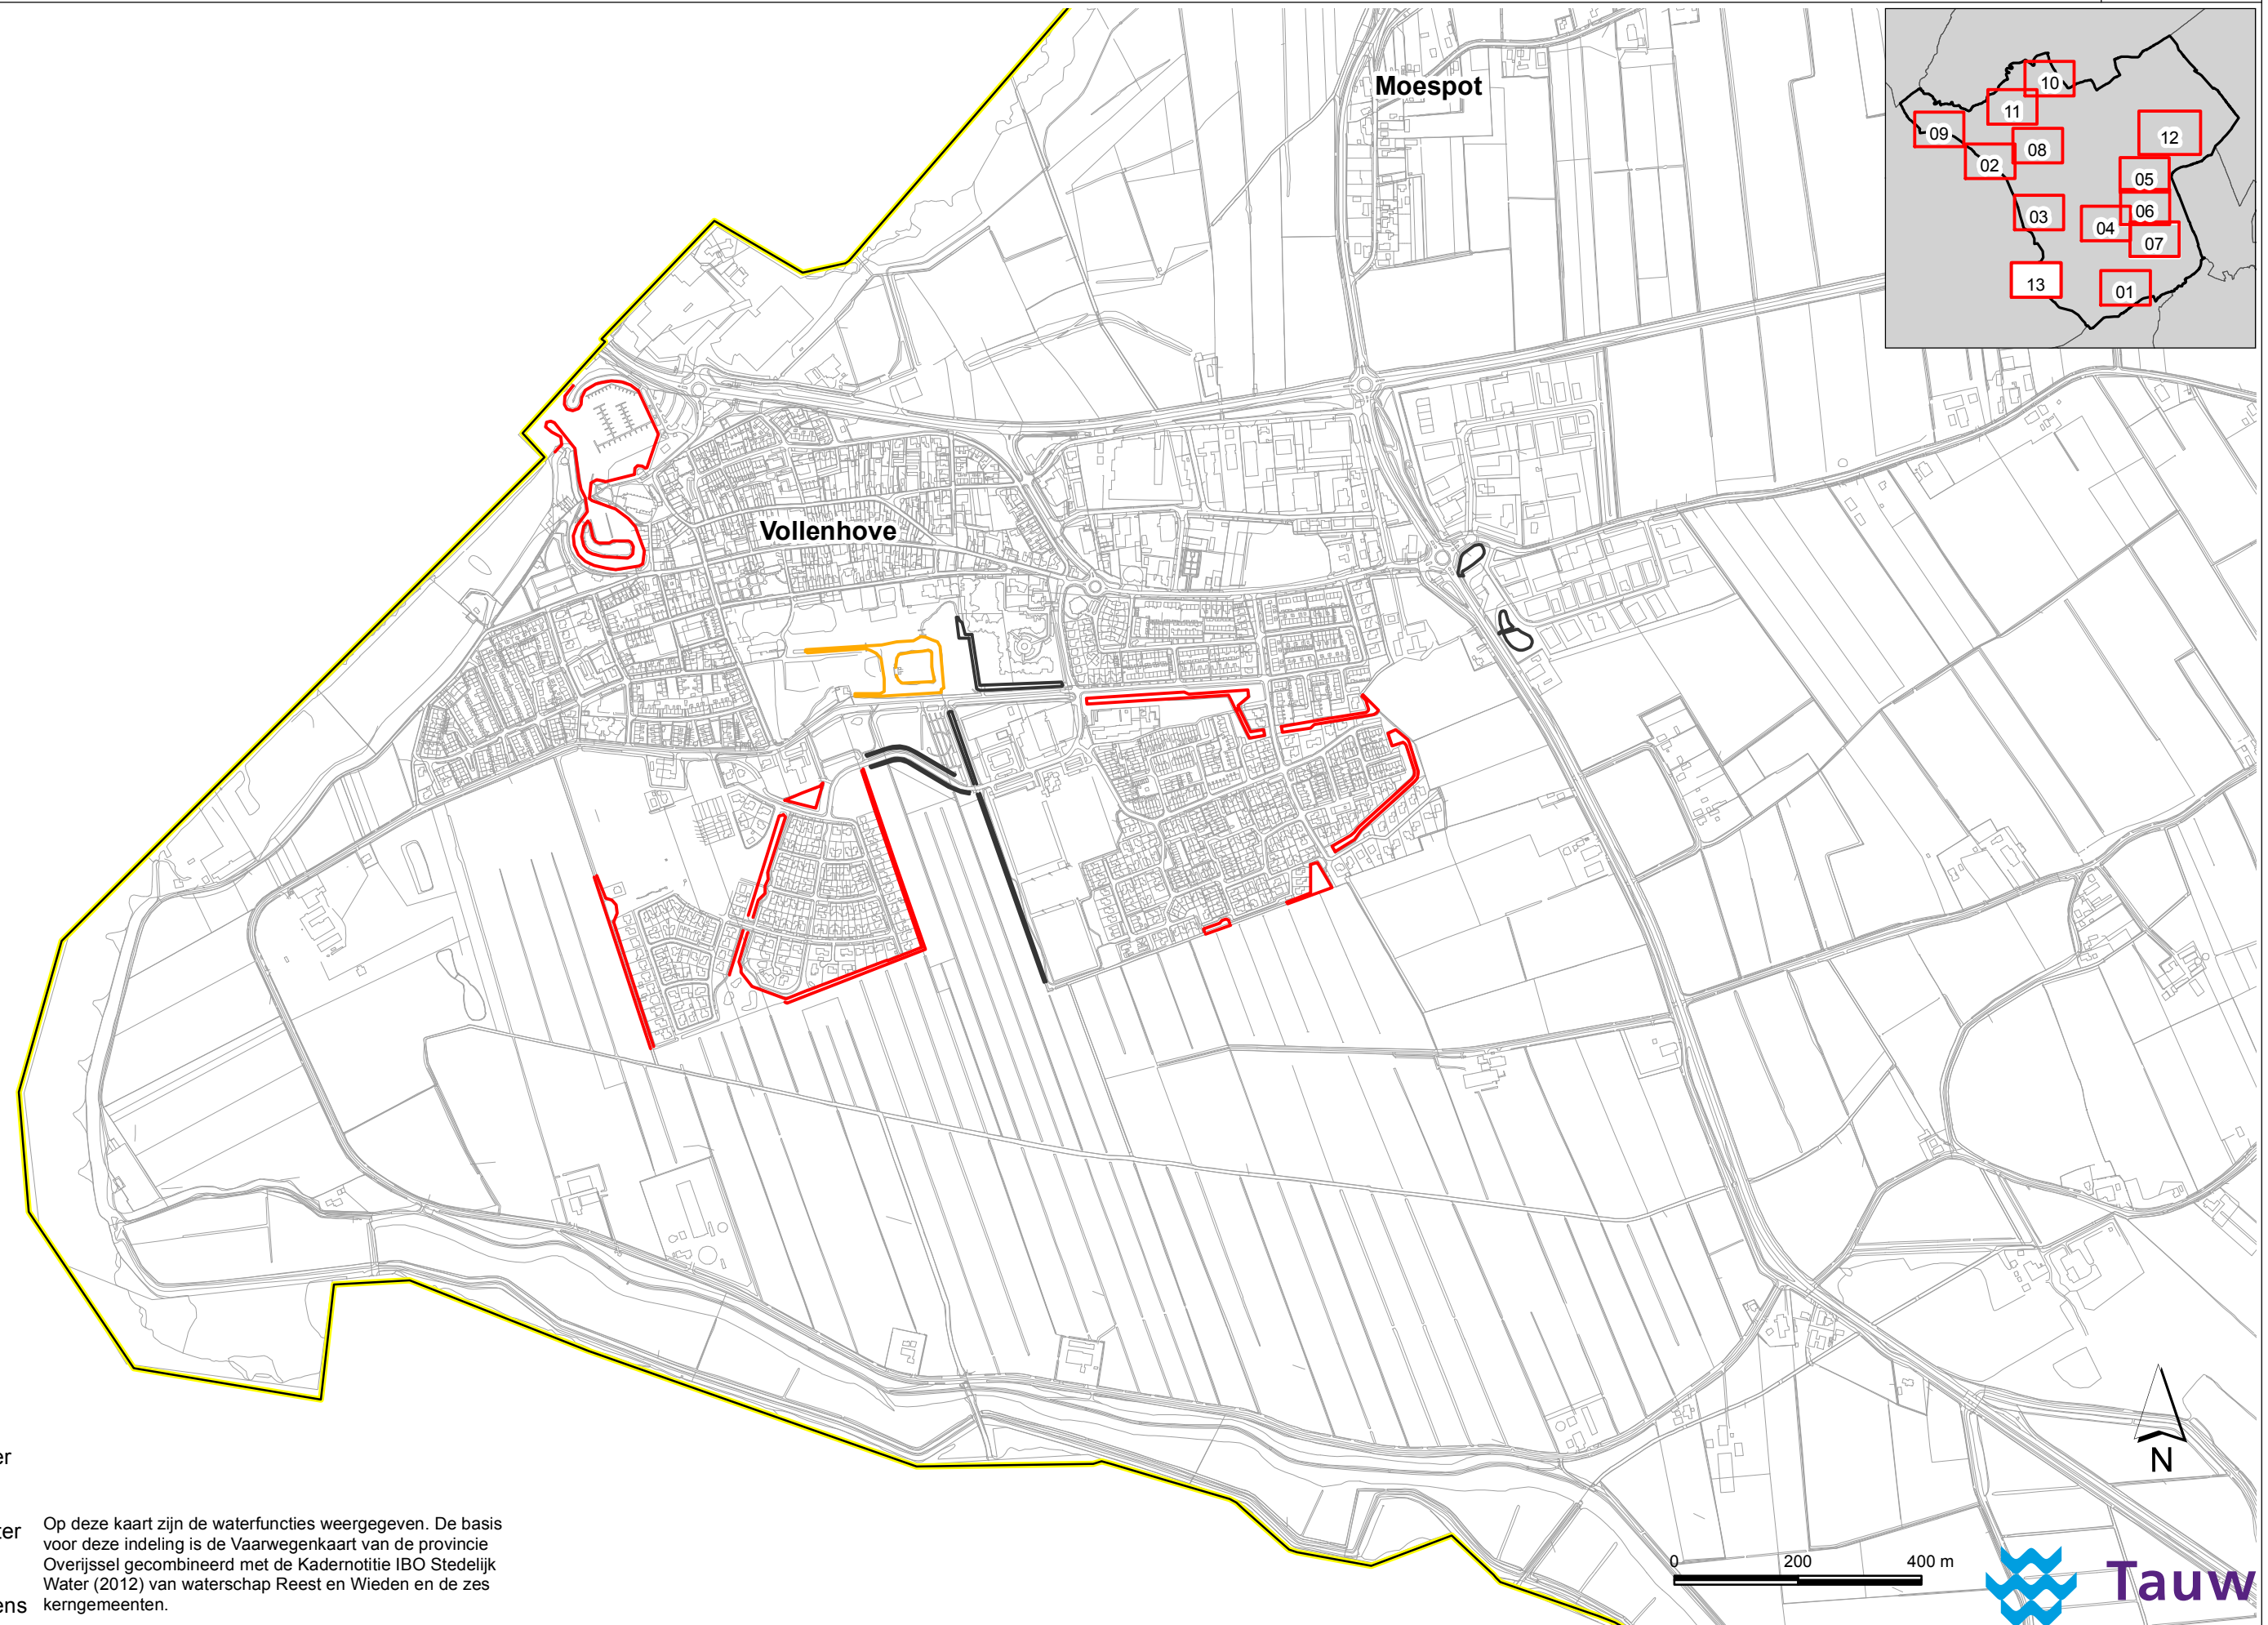 Moespot
10
11
09
12
08
02
05
03
06
04
07
13
01
Vollenhove
er
ter
ens
Op deze kaart zijn de waterfuncties weergegeven. De basis
voor deze indeling is de Vaarwegenkaart van de provincie
Overijssel gecombineerd met de Kadernotitie IBO Stedelijk
Water (2012) van waterschap Reest en Wieden en de zes
kerngemeenten.
N
0 200 400 m
Tauw